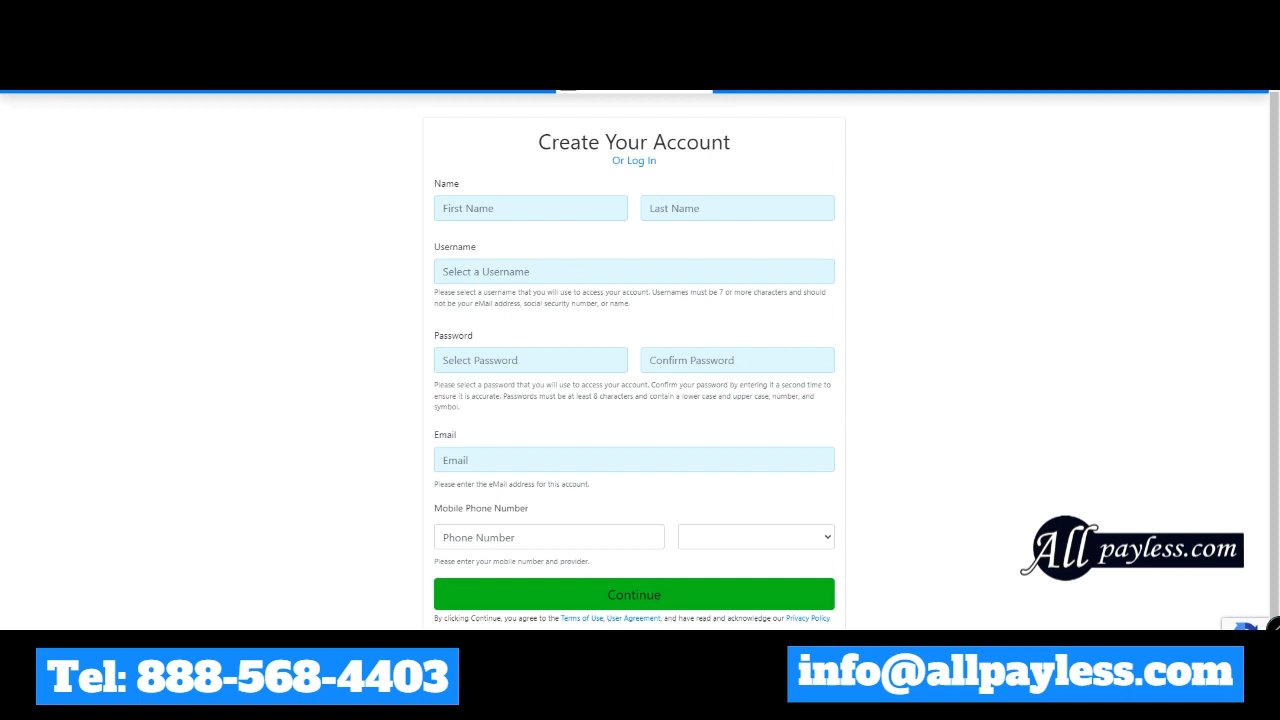 Create Your Account
Or Log In
Name
First Name
Last Name
Username
Select a Username
Please select a username that you will use to access your account. Usernames must be 7 or more characters and should
not be your eMail address, social security number, or name.
Password
Select Password
Confirm Password
Please select a password that you will use to access your account. Confirm your password by entering it a second time to
ensure it is accurate. Passwords must be at least 8 characters and contain a lower case and upper case, number, and
symbol.
Email
Email
Please enter the eMail address for this account.
Mobile Phone Number
Phone Number
Please enter your mobile number and provider.
All payless.com
Continue
By clicking Continue, you agree to the Terms of Use, User Agreement, and have read and acknowledge our Privacy Policy
Tel: 888-568-4403
info@allpayless.com